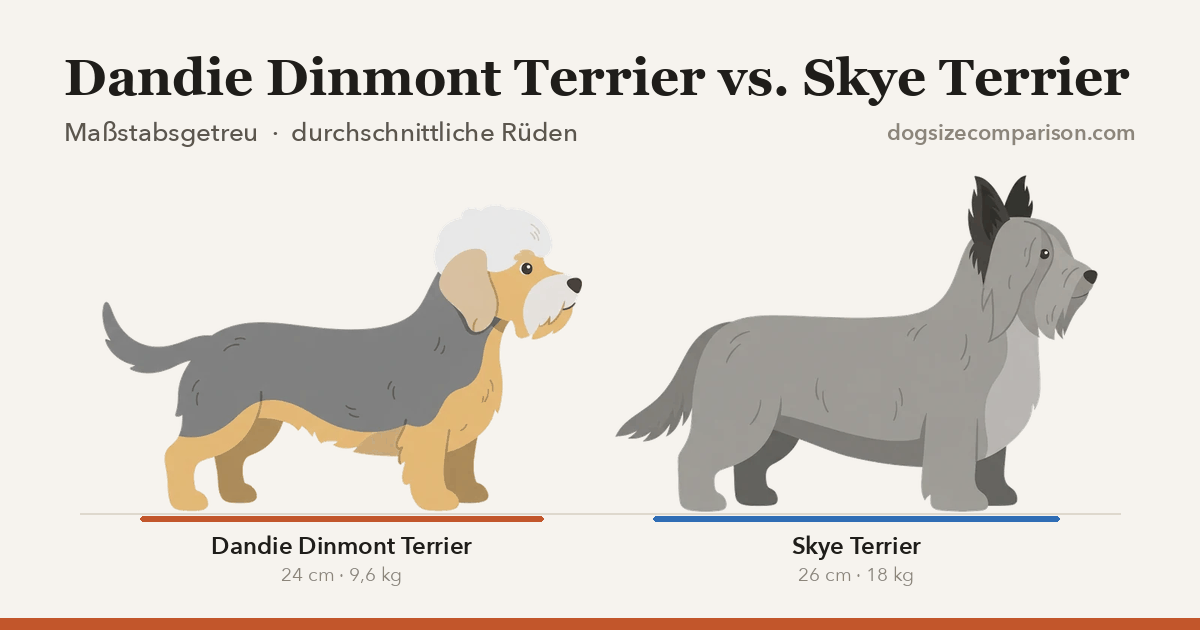 Dandie Dinmont Terrier vs. Skye Terrier
Maßstabsgetreu · durchschnittliche Rüden
dogsizecomparison.com
Dandie Dinmont Terrier
24 cm · 9,6 kg
Skye Terrier
26 cm · 18 kg